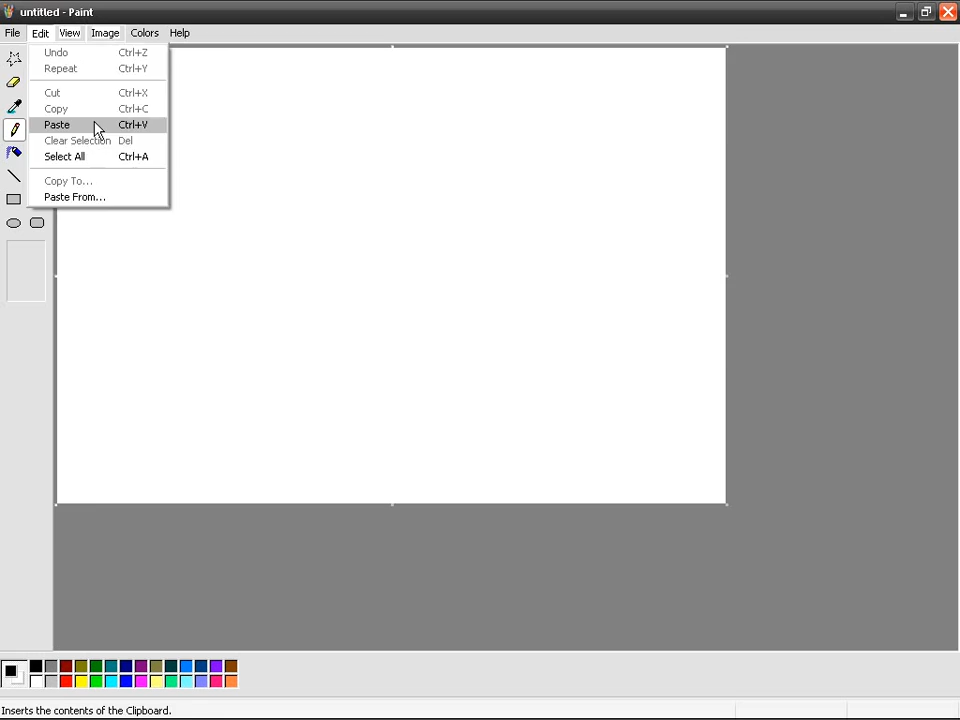 untitled - Paint
File Edit View Image Colors Help
Undo Ctrl+Z
Repeat Ctrl+Y
Cut Ctrl+X
Copy Ctrl+C
Paste Ctrl+V
Clear Selection Del
Select All Ctrl+A
Copy To...
Paste From...
Inserts the contents of the Clipboard.